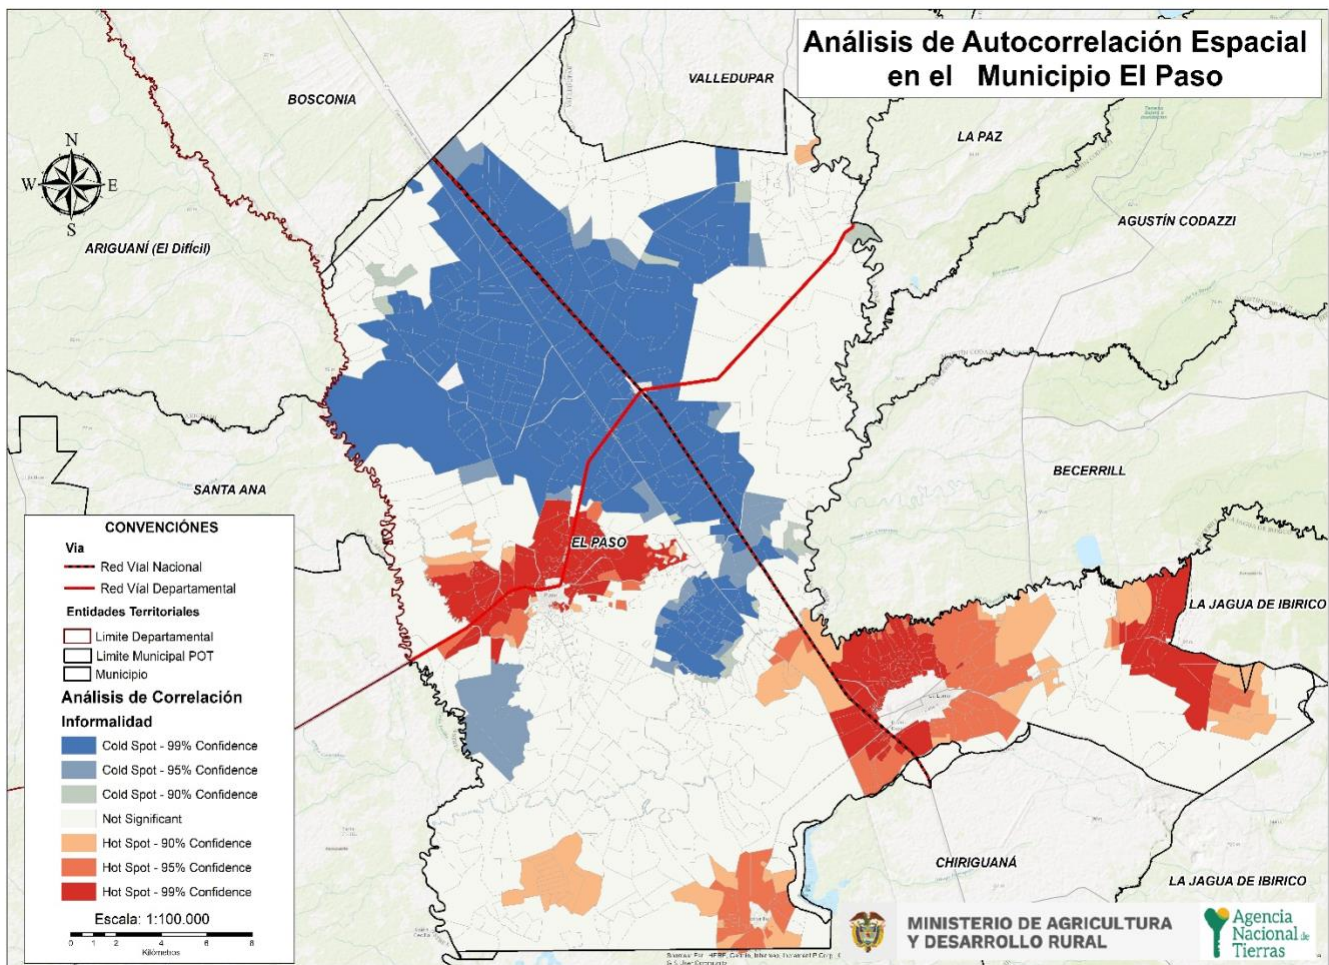 Análisis de Autocorrelación Espacial
en el Municipio El Paso
VALLEDUPAR
BOSCONIA
LA PAZ
N
W
E
S
AGUSTÍN CODAZZI
ARIGUANÍ (El Difícil)
BECERRILL
SANTA ANA
EL PASO
LA JAGUA DE IBIRICO
CHIRIGUANÁ
LA JAGUA DE IBIRICO
CONVENCIÓNES
Via
Red Víal Nacional
Red Víal Departamental
Entidades Territoriales
Limite Departamental
Limite Municipal POT
Municipio
Análisis de Correlación
Informalidad
Cold Spot - 99% Confidence
Cold Spot - 95% Confidence
Cold Spot - 90% Confidence
Not Significant
Hot Spot - 90% Confidence
Hot Spot - 95% Confidence
Hot Spot - 99% Confidence
Escala: 1:100.000
0 1 2 4 6 8
Kilómetros
MINISTERIO DE AGRICULTURA
Y DESARROLLO RURAL
Agencia
Nacional de
Tierras